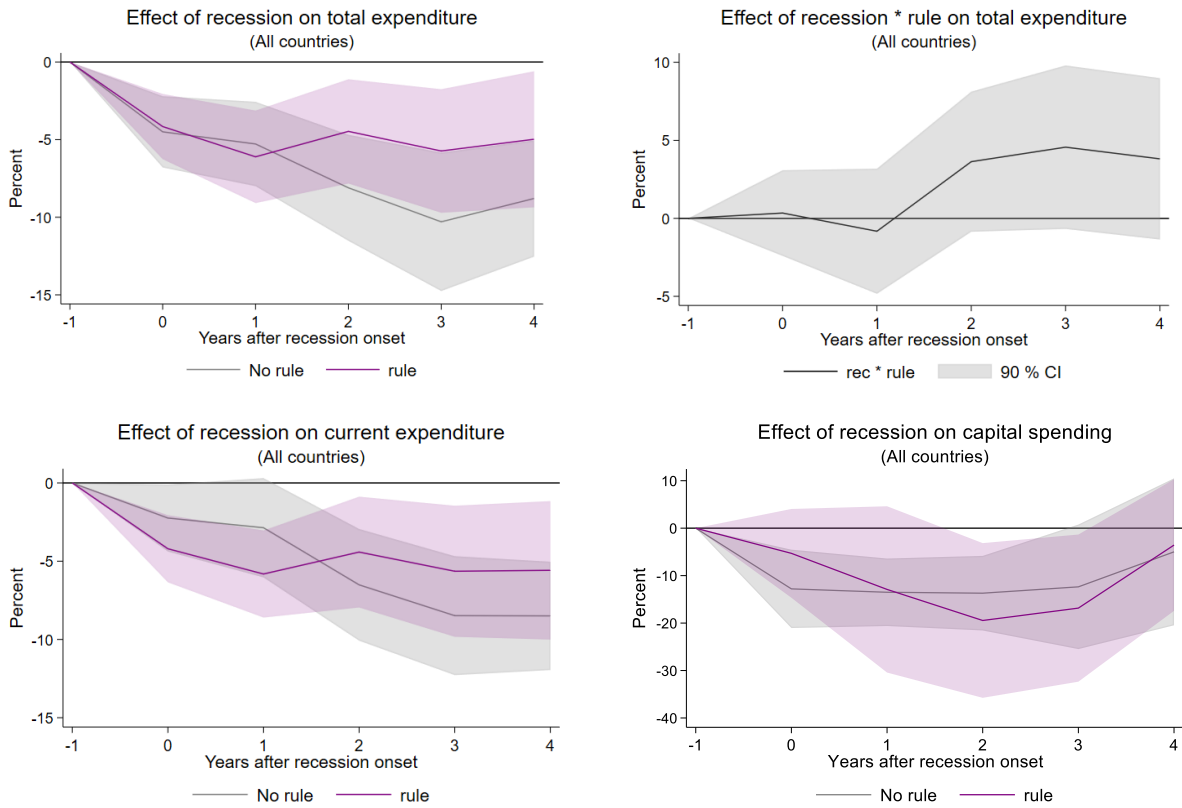 Effect of recession on total expenditure
(All countries)
0
-5
-10
-15
Percent
-1 0 1 2 3 4
Years after recession onset
No rule rule
Effect of recession * rule on total expenditure
(All countries)
10
5
0
-5
Percent
-1 0 1 2 3 4
Years after recession onset
rec * rule 90 % CI
Effect of recession on current expenditure
(All countries)
0
-5
-10
-15
Percent
-1 0 1 2 3 4
Years after recession onset
No rule rule
Effect of recession on capital spending
(All countries)
10
0
-10
-20
-30
-40
Percent
-1 0 1 2 3 4
Years after recession onset
No rule rule